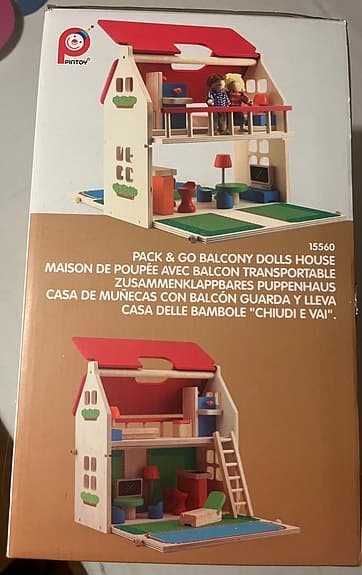 PINTOY
15560
PACK & GO BALCONY DOLLS HOUSE
MAISON DE POUPÉE AVEC BALCON TRANSPORTABLE
ZUSAMMENKLAPPBARES PUPPENHAUS
CASA DE MUÑECAS CON BALCÓN GUARDA Y LLEVA
CASA DELLE BAMBOLE "CHIUDI E VAI".